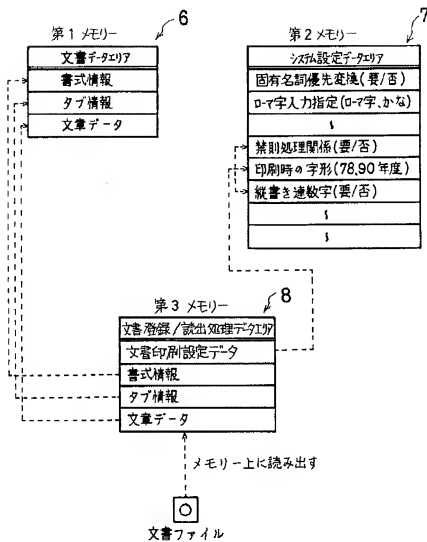 第1メモリー
6
文書データエリア
書式情報
タブ情報
文章データ
第2メモリー
7
システム設定データエリア
固有名詞優先変換(要/否)
ローマ字入力指定(ローマ字、かな)
禁則処理関係(要/否)
印刷時の字形(78,90年度)
縦書き連数字(要/否)
第3メモリー
8
文書登録/読出処理データエリア
文書印刷設定データ
書式情報
タブ情報
文章データ
メモリー上に読み出す
文書ファイル